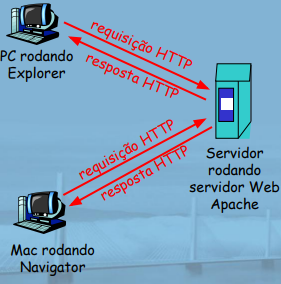 PC rodando
Explorer
requisição HTTP
resposta HTTP
requisição HTTP
resposta HTTP
Servidor
rodando
servidor Web
Apache
Mac rodando
Navigator